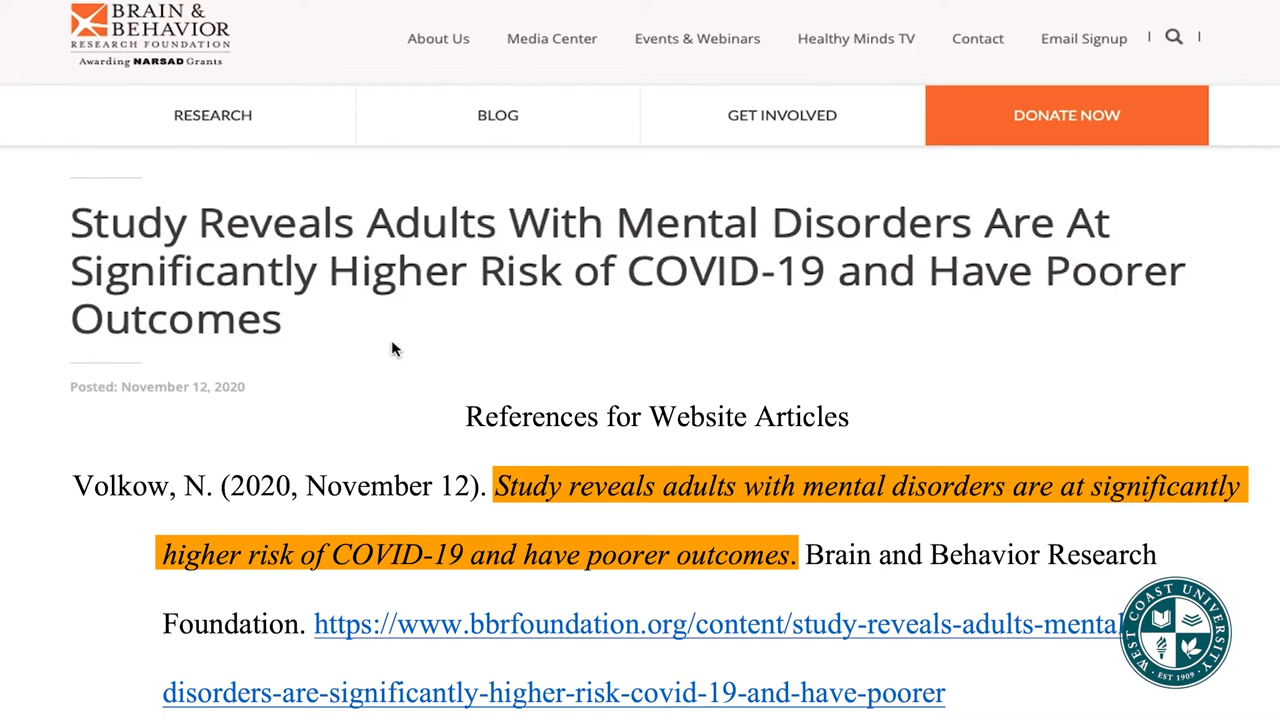 BRAIN &
BEHAVIOR
RESEARCH FOUNDATION
Awarding NARSAD Grants
About Us Media Center Events & Webinars Healthy Minds TV Contact Email Signup
RESEARCH BLOG GET INVOLVED DONATE NOW
Study Reveals Adults With Mental Disorders Are At
Significantly Higher Risk of COVID-19 and Have Poorer
Outcomes
Posted: November 12, 2020
References for Website Articles
Volkow, N. (2020, November 12). Study reveals adults with mental disorders are at significantly
higher risk of COVID-19 and have poorer outcomes. Brain and Behavior Research
Foundation. https://www.bbrfoundation.org/content/study-reveals-adults-mental
disorders-are-significantly-higher-risk-covid-19-and-have-poorer
WEST COAST UNIVERSITY
EST 1909